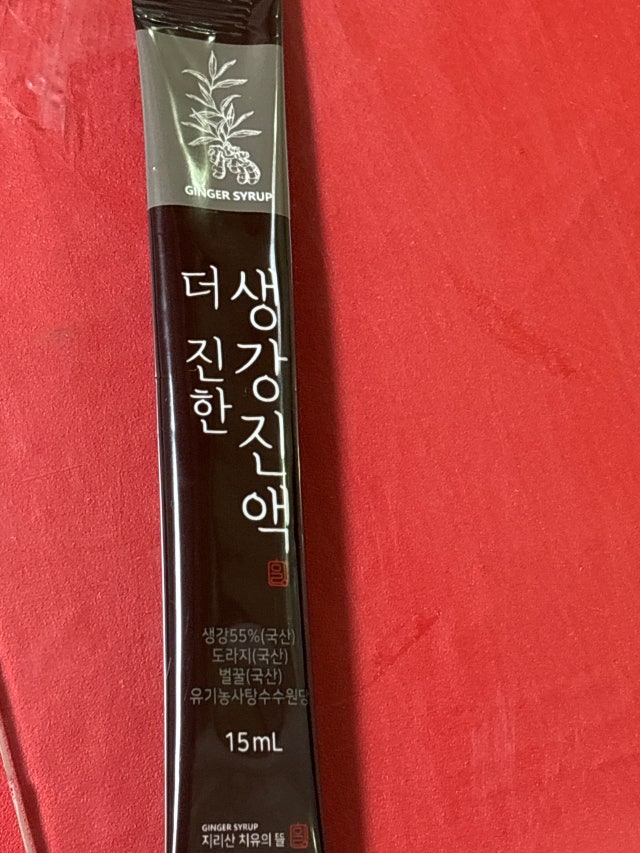 GINGER SYRUP
더 진한
생강진액
생강55%(국산)
도라지(국산)
벌꿀(국산)
유기농사탕수수원당
15mL
GINGER SYRUP
지리산 치유의 뜰